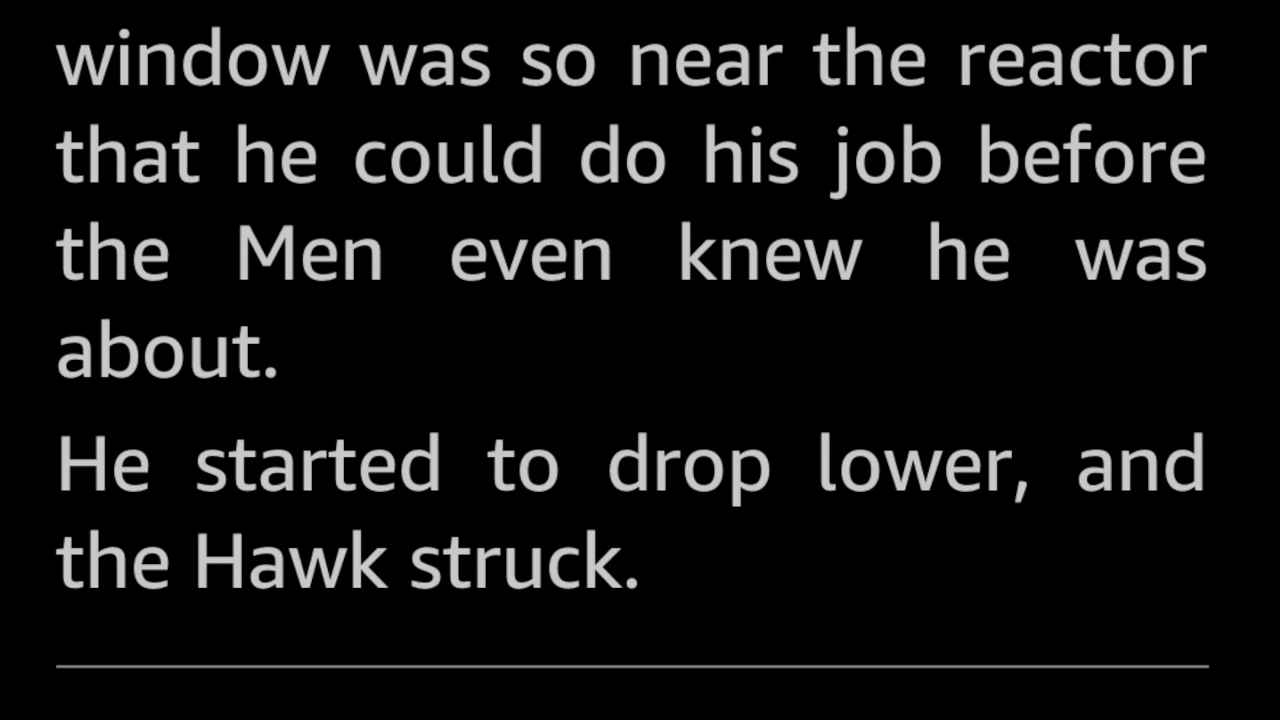 window was so near the reactor
that he could do his job before
the Men even knew he was
about.
He started to drop lower, and
the Hawk struck.